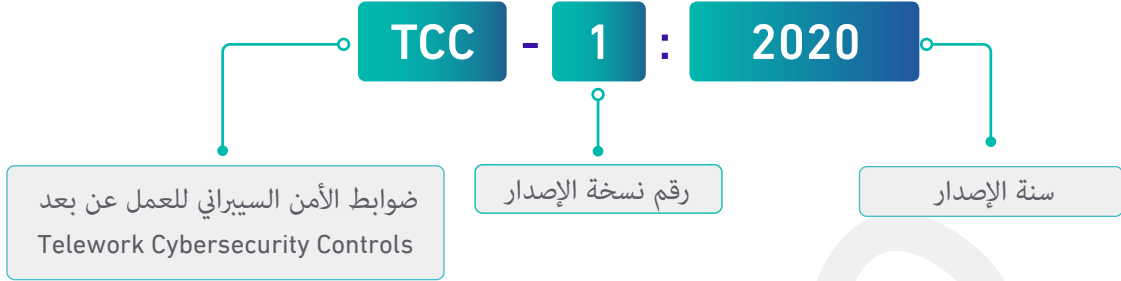 TCC - 1 : 2020
ضوابط الأمن السيبراني للعمل عن بعد
Telework Cybersecurity Controls
رقم نسخة الإصدار
سنة الإصدار